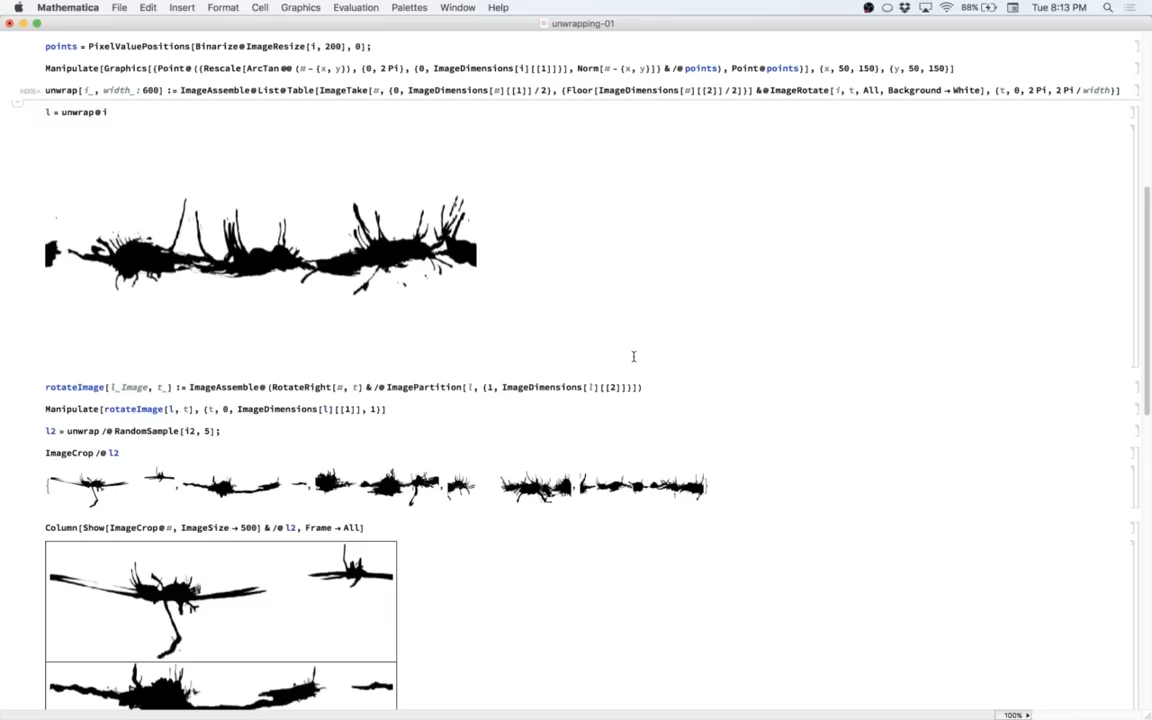 Mathematica File Edit Insert Format Cell Graphics Evaluation Palettes Window Help 88% Tue 8:13 PM
unwrapping-01
points = PixelValuePositions[Binarize@ImageResize[i, 200], 0];
Manipulate[Graphics[{Point@({Rescale[ArcTan@@(#-{x, y}), {0, 2 Pi}, {0, ImageDimensions[i][[1]]}], Norm[#-{x, y}]} & /@ points), Point@points}], {x, 50, 150}, {y, 50, 150}]
unwrap[i_, width_: 600] := ImageAssemble@List@Table[ImageTake[#, {0, ImageDimensions[#][[1]]/2}, {Floor[ImageDimensions[#][[2]]/2]}] &@ImageRotate[i, t, All, Background → White], {t, 0, 2 Pi, 2 Pi/width}]
l = unwrap@i
rotateImage[l_Image, t_] := ImageAssemble@(RotateRight[#, t] & /@ ImagePartition[l, {1, ImageDimensions[l][[2]]}])
Manipulate[rotateImage[l, t], {t, 0, ImageDimensions[l][[1]], 1}]
l2 = unwrap /@ RandomSample[i2, 5];
ImageCrop /@ l2
Column[Show[ImageCrop@#, ImageSize → 500] & /@ l2, Frame → All]
100%